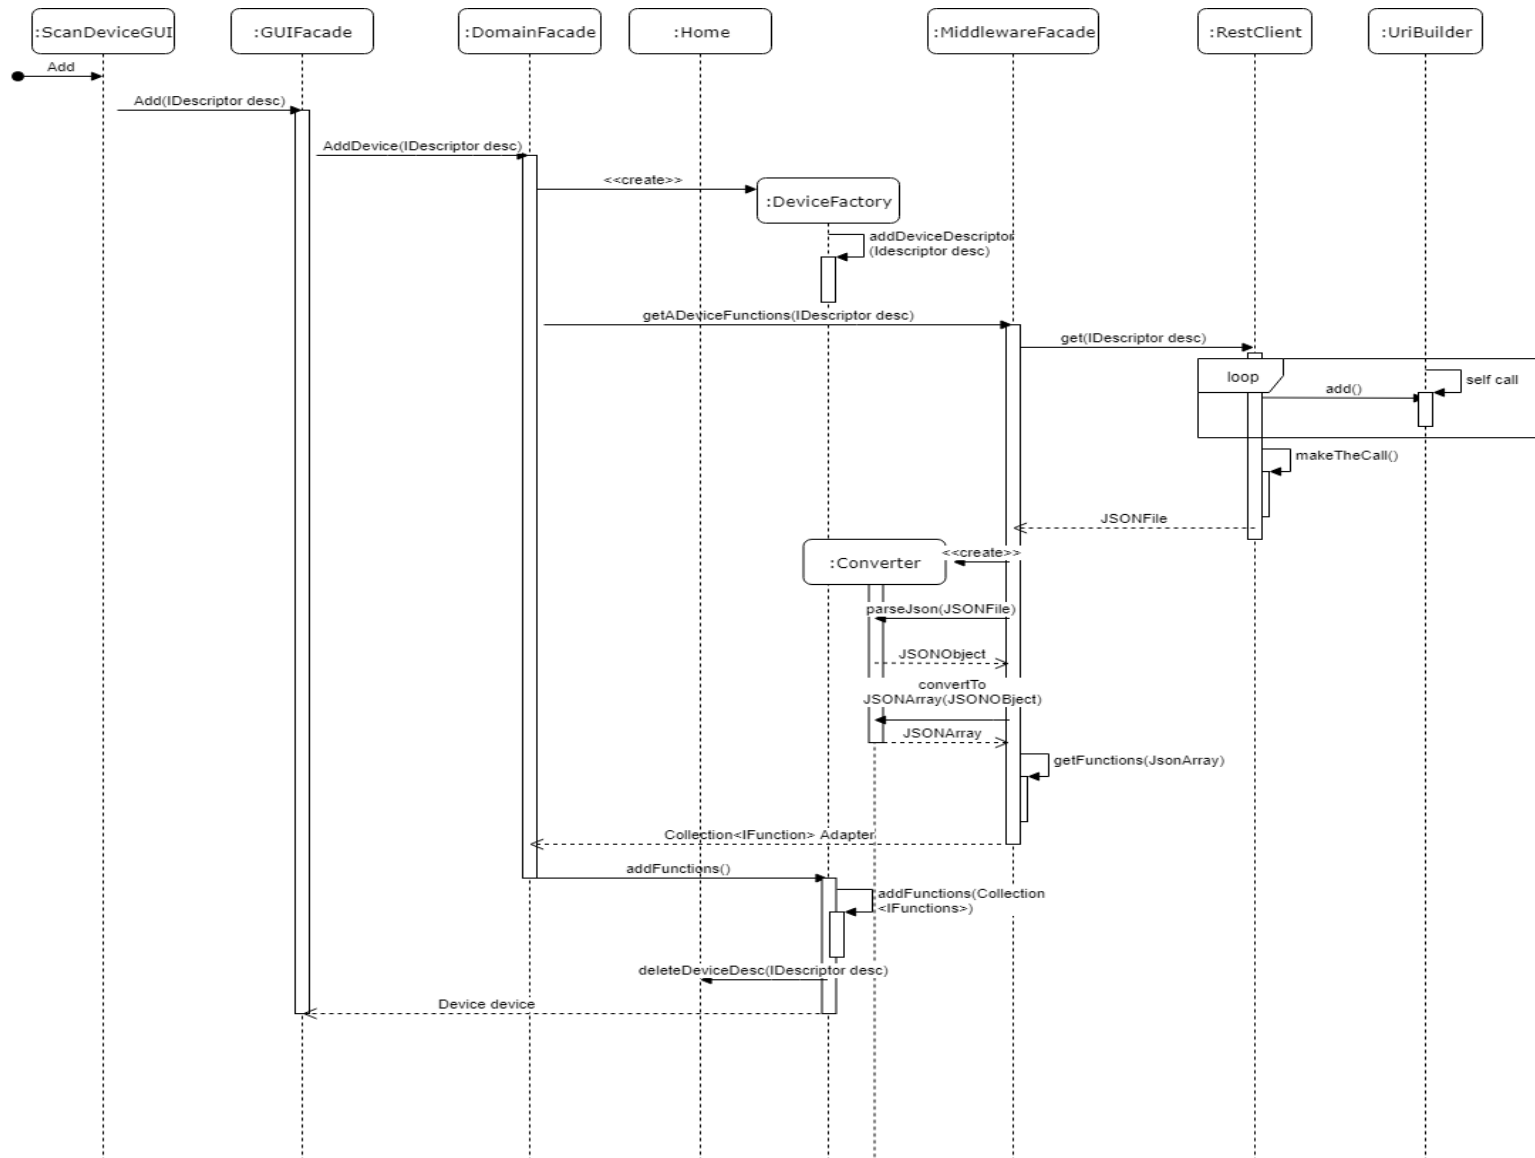 :ScanDeviceGUI
:GUIFacade
:DomainFacade
:Home
:MiddlewareFacade
:RestClient
:UriBuilder
Add
Add(IDescriptor desc)
AddDevice(IDescriptor desc)
<<create>>
:DeviceFactory
addDeviceDescriptor
(Idescriptor desc)
getADeviceFunctions(IDescriptor desc)
get(IDescriptor desc)
loop
self call
add()
makeTheCall()
JSONFile
<<create>>
:Converter
parseJson(JSONFile)
JSONObject
convertTo
JSONArray(JSONOBject)
JSONArray
getFunctions(JsonArray)
Collection<IFunction> Adapter
addFunctions()
addFunctions(Collection
<IFunctions>)
deleteDeviceDesc(IDescriptor desc)
Device device